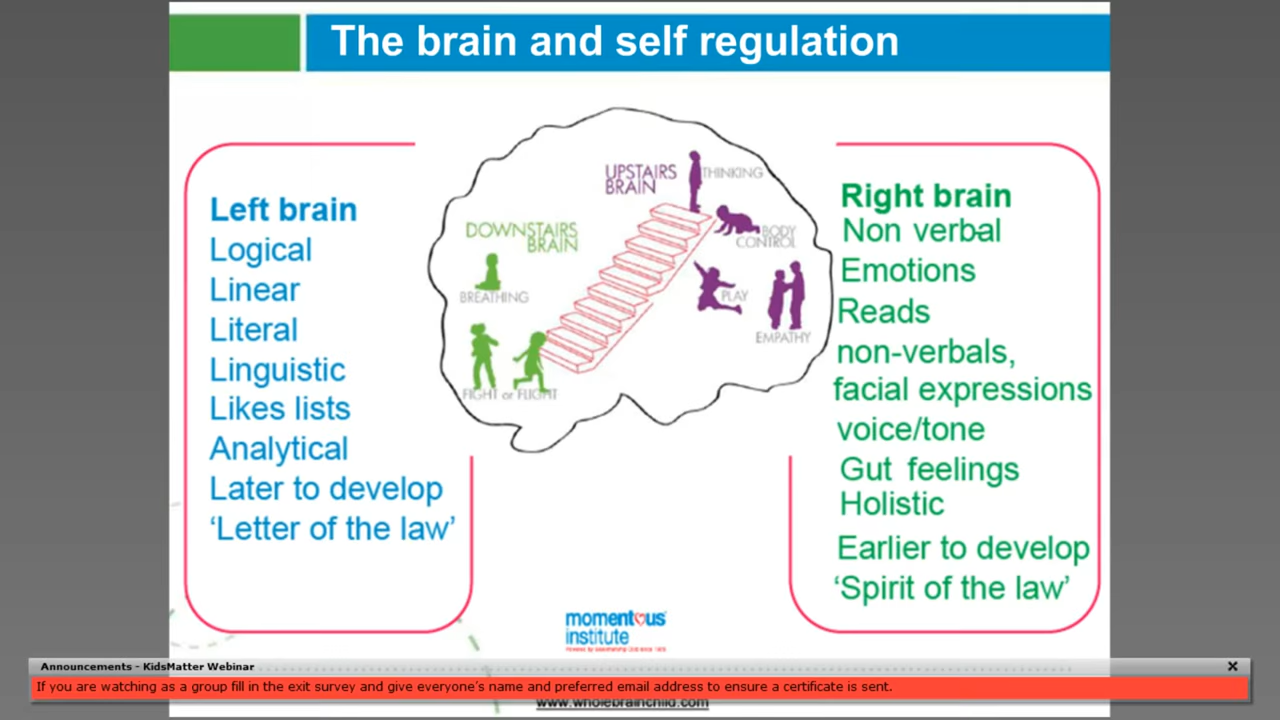 The brain and self regulation
Left brain
Logical
Linear
Literal
Linguistic
Likes lists
Analytical
Later to develop
‘Letter of the law’
UPSTAIRS
BRAIN
THINKING
DOWNSTAIRS
BRAIN
BODY
CONTROL
BREATHING
PLAY
EMPATHY
FIGHT or FLIGHT
Right brain
Non verbal
Emotions
Reads
non-verbals,
facial expressions
voice/tone
Gut feelings
Holistic
Earlier to develop
‘Spirit of the law’
momentous
institute
Announcements - KidsMatter Webinar
If you are watching as a group fill in the exit survey and give everyone's name and preferred email address to ensure a certificate is sent.
www.wholebrainchild.com